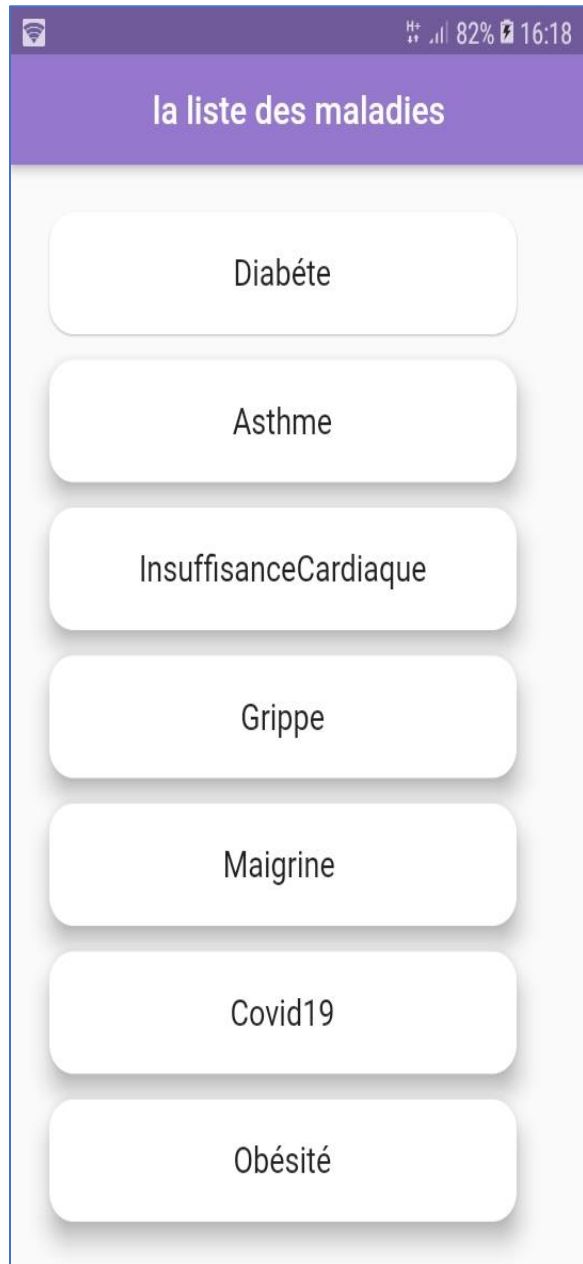 H+ 82% 16:18
la liste des maladies
Diabéte
Asthme
InsuffisanceCardiaque
Grippe
Maigrine
Covid19
Obésité